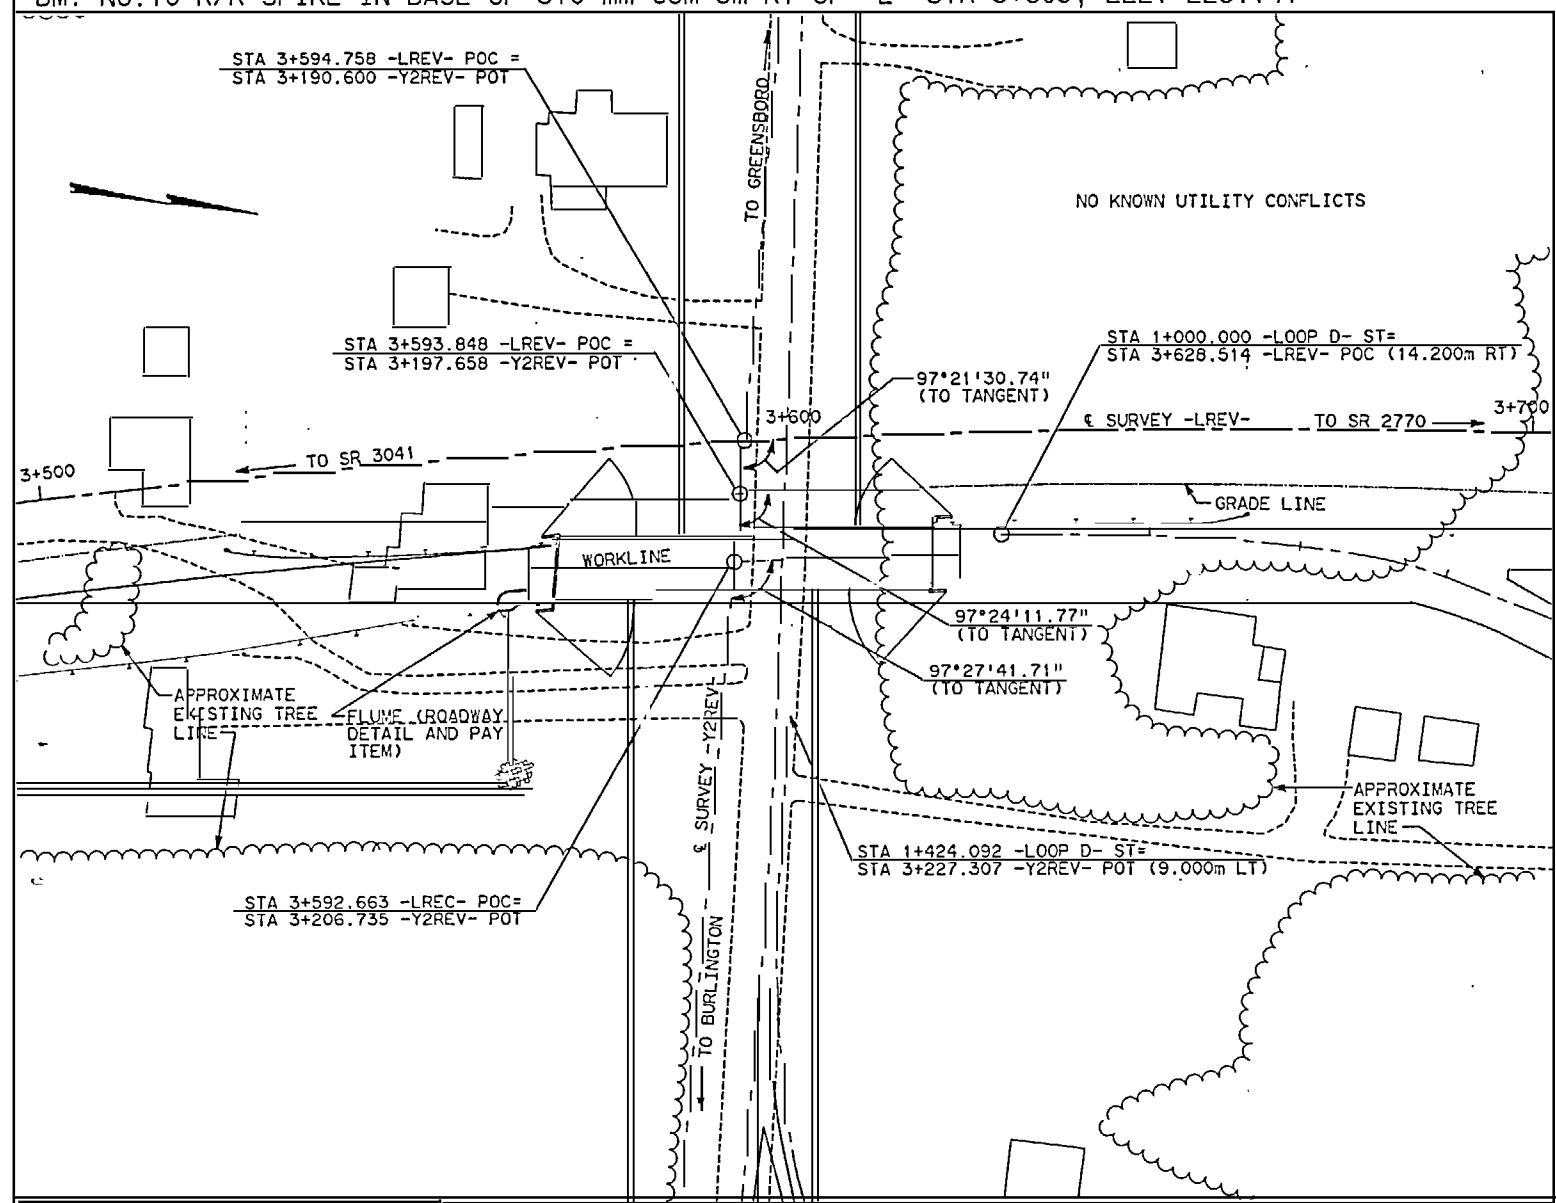 STA 3+594.758 -LREV- POC =
STA 3+190.600 -Y2REV- POT
TO GREENSBORO
NO KNOWN UTILITY CONFLICTS
STA 3+593.848 -LREV- POC =
STA 3+197.658 -Y2REV- POT
STA 1+000.000 -LOOP D- ST=
STA 3+628.514 -LREV- POC (14.200m RT)
97°21'30.74"
(TO TANGENT)
3+600
℄ SURVEY -LREV-
TO SR 2770
3+700
TO SR 3041
3+500
GRADE LINE
WORKLINE
97°24'11.77"
(TO TANGENT)
97°27'41.71"
(TO TANGENT)
APPROXIMATE
EXISTING TREE
LINE
FLUME (ROADWAY
DETAIL AND PAY
ITEM)
℄ SURVEY -Y2REV-
APPROXIMATE
EXISTING TREE
LINE
STA 1+424.092 -LOOP D- ST=
STA 3+227.307 -Y2REV- POT (9.000m LT)
STA 3+592.663 -LREC- POC=
STA 3+206.735 -Y2REV- POT
TO BURLINGTON